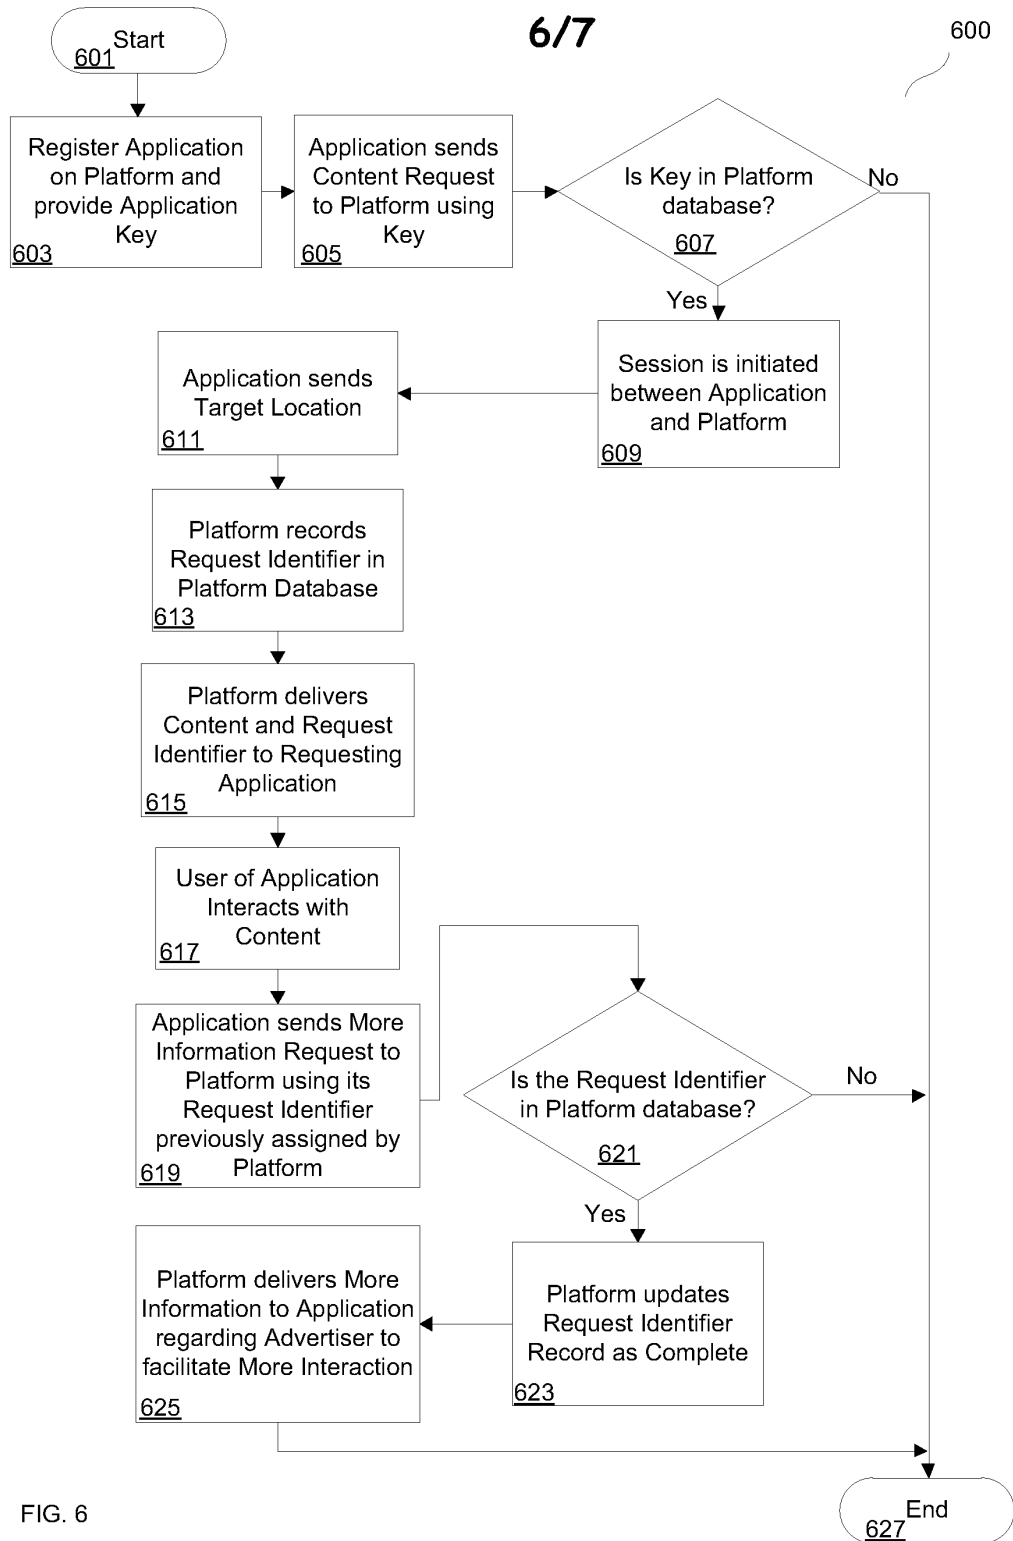 6/7
600
Start
601
Register Application
on Platform and
provide Application
Key
603
Application sends
Content Request
to Platform using
Key
605
Is Key in Platform
database?
607
No
Yes
Session is initiated
between Application
and Platform
609
Application sends
Target Location
611
Platform records
Request Identifier in
Platform Database
613
Platform delivers
Content and Request
Identifier to Requesting
Application
615
User of Application
Interacts with
Content
617
Application sends More
Information Request to
Platform using its
Request Identifier
previously assigned by
Platform
619
Is the Request Identifier
in Platform database?
621
No
Yes
Platform updates
Request Identifier
Record as Complete
623
Platform delivers More
Information to Application
regarding Advertiser to
facilitate More Interaction
625
End
627
FIG. 6